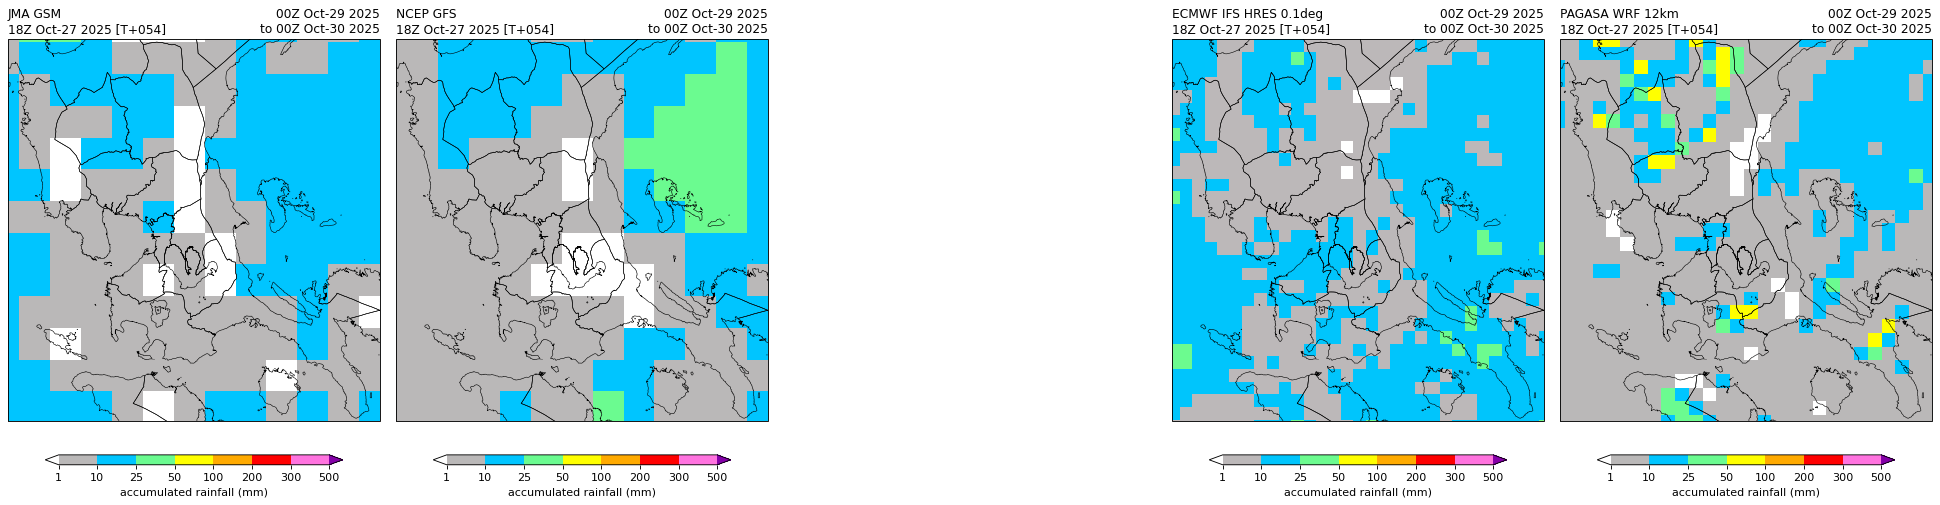 JMA GSM 00Z Oct-29 2025
18Z Oct-27 2025 [T+054] to 00Z Oct-30 2025
1 10 25 50 100 200 300 500
accumulated rainfall (mm)
NCEP GFS 00Z Oct-29 2025
18Z Oct-27 2025 [T+054] to 00Z Oct-30 2025
1 10 25 50 100 200 300 500
accumulated rainfall (mm)
ECMWF IFS HRES 0.1deg 00Z Oct-29 2025
18Z Oct-27 2025 [T+054] to 00Z Oct-30 2025
1 10 25 50 100 200 300 500
accumulated rainfall (mm)
PAGASA WRF 12km 00Z Oct-29 2025
18Z Oct-27 2025 [T+054] to 00Z Oct-30 2025
1 10 25 50 100 200 300 500
accumulated rainfall (mm)